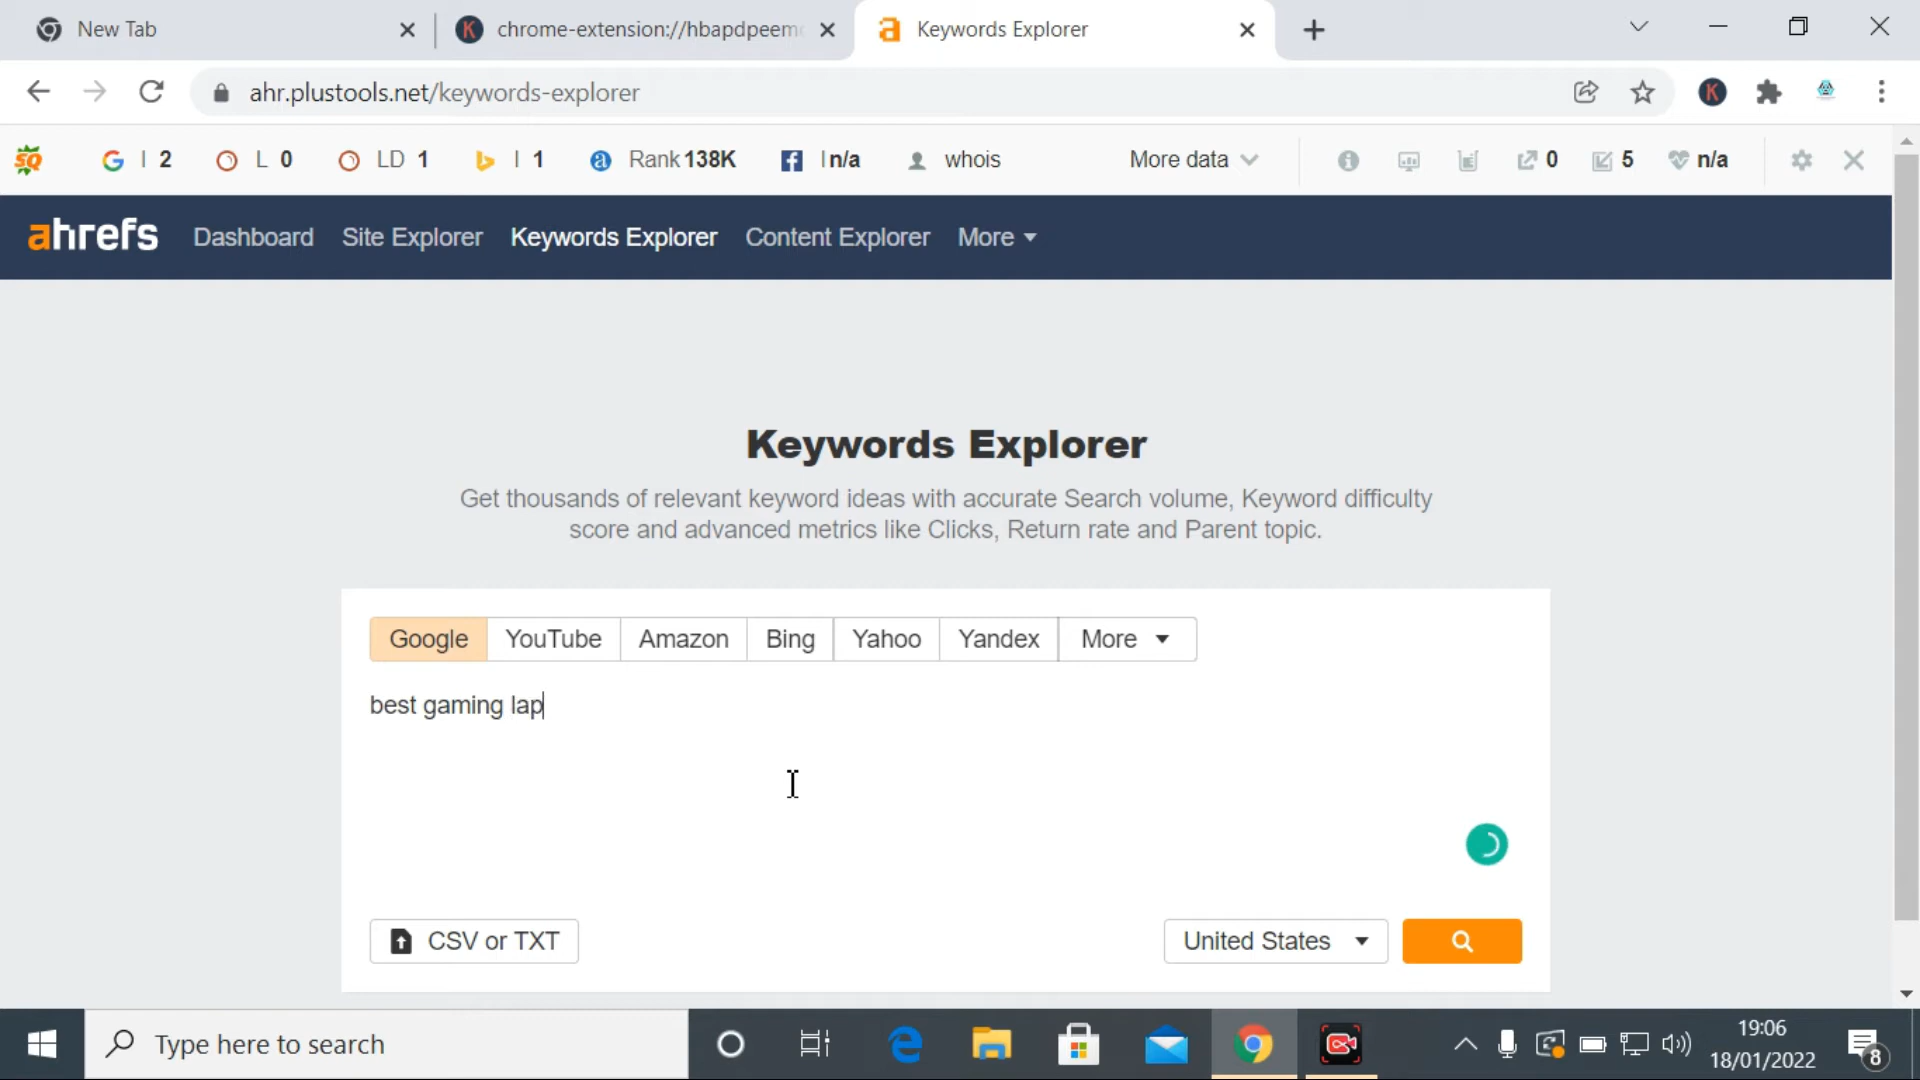 New Tab
chrome-extension://hbapdpeem
Keywords Explorer
ahr.plustools.net/keywords-explorer
K
SQ
I 2
L 0
LD 1
I 1
Rank 138K
I n/a
whois
More data
0
5
n/a
ahrefs
Dashboard
Site Explorer
Keywords Explorer
Content Explorer
More
Keywords Explorer
Get thousands of relevant keyword ideas with accurate Search volume, Keyword difficulty
score and advanced metrics like Clicks, Return rate and Parent topic.
Google
YouTube
Amazon
Bing
Yahoo
Yandex
More
best gaming lap
CSV or TXT
United States
Type here to search
19:06
18/01/2022
8